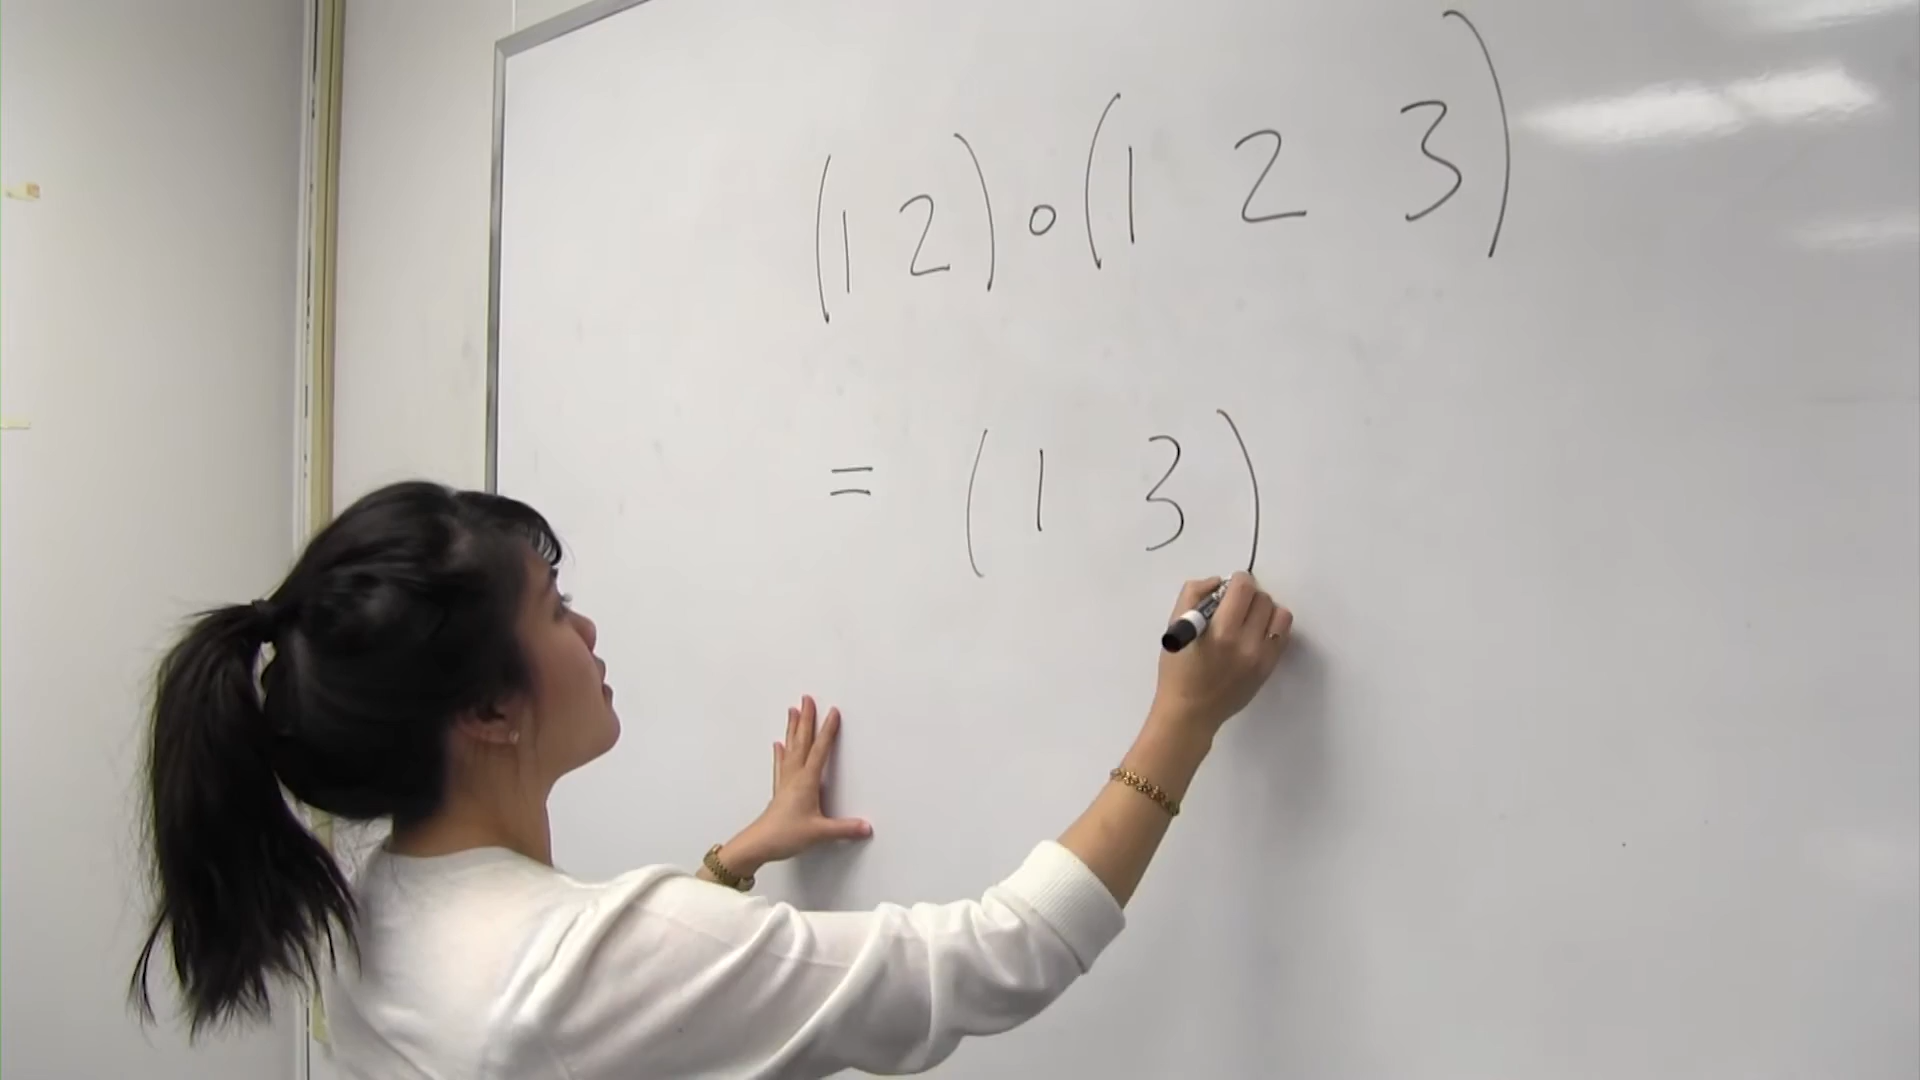 (1 2)∘(1 2 3)
= (1 3)